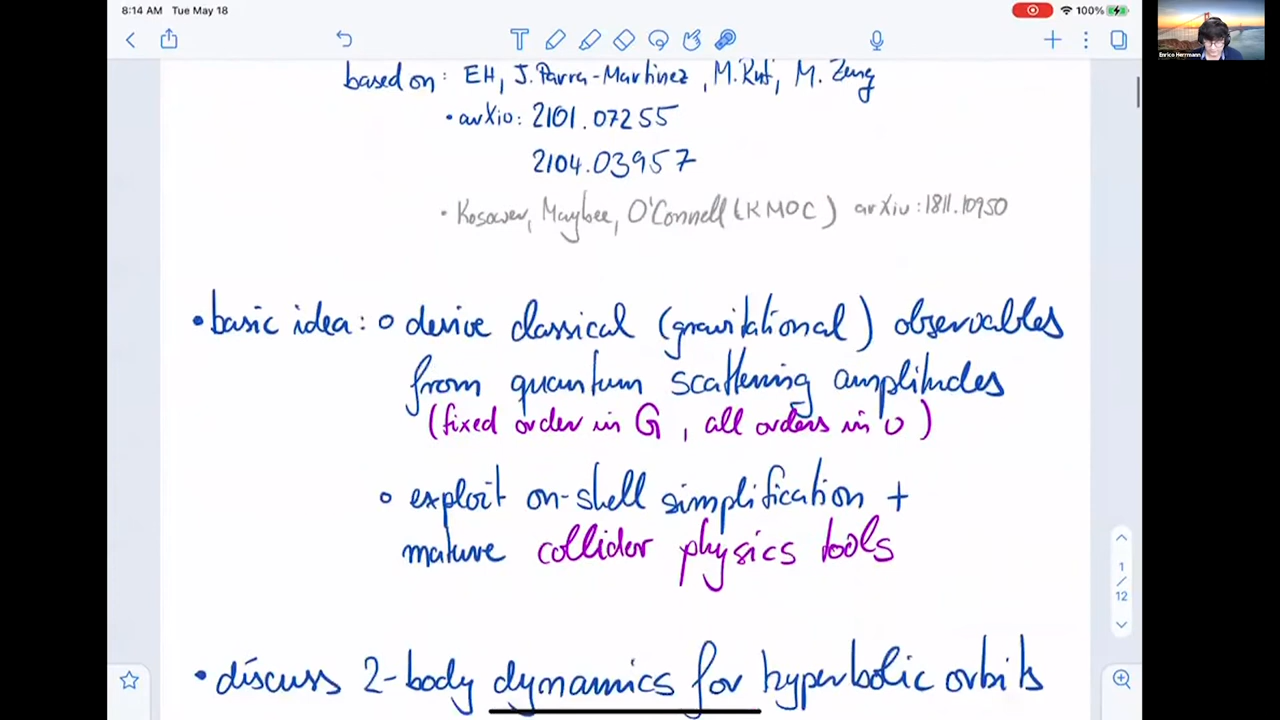 8:14 AM Tue May 18
100%
Enrico Herrmann
based on: EH, J. Parra-Martinez, M. Ruf, M. Zeng
• arXiv: 2101.07255
2104.03957
• Kosower, Maybee, O'Connell (KMOC) arXiv:1811.10950
• basic idea: o derive classical (gravitational) observables
from quantum scattering amplitudes
(fixed order in G, all orders in v)
o exploit on-shell simplification +
mature collider physics tools
1
/
12
• discuss 2-body dynamics for hyperbolic orbits